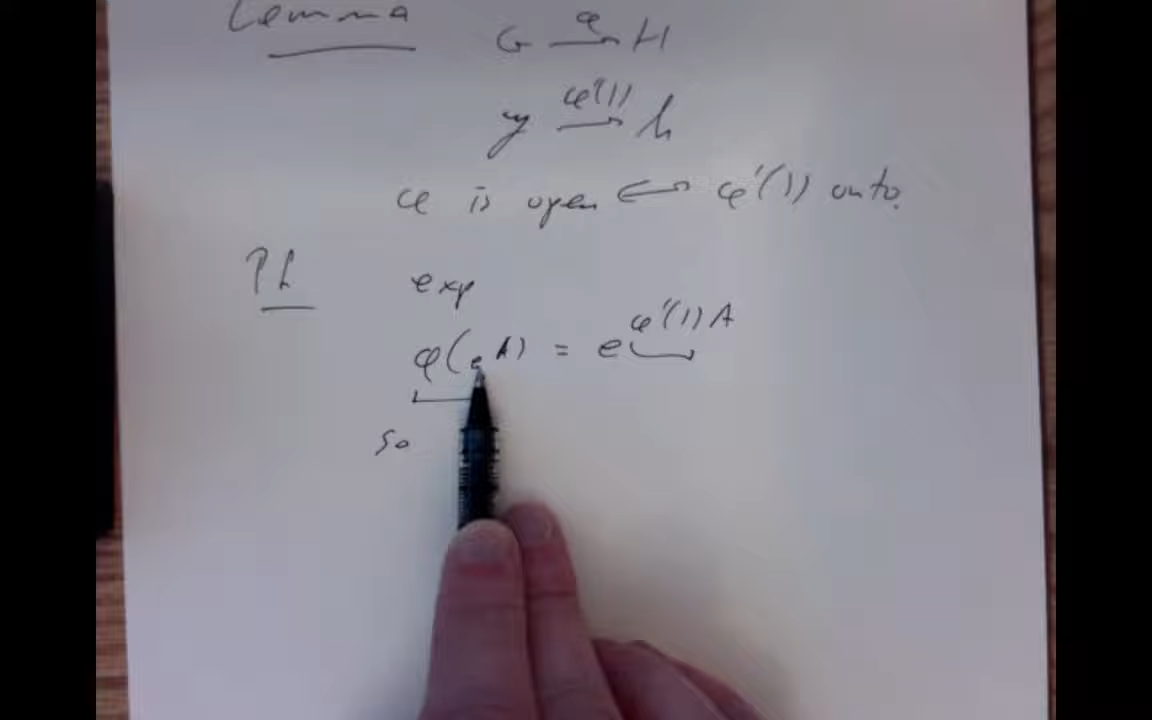 Lemma
G φ→ H
𝔤 φ'(1)→ 𝔥
φ is open ⟺ φ'(1) onto.
Pf
exp
φ(e^A) = e^{φ'(1)A}
so